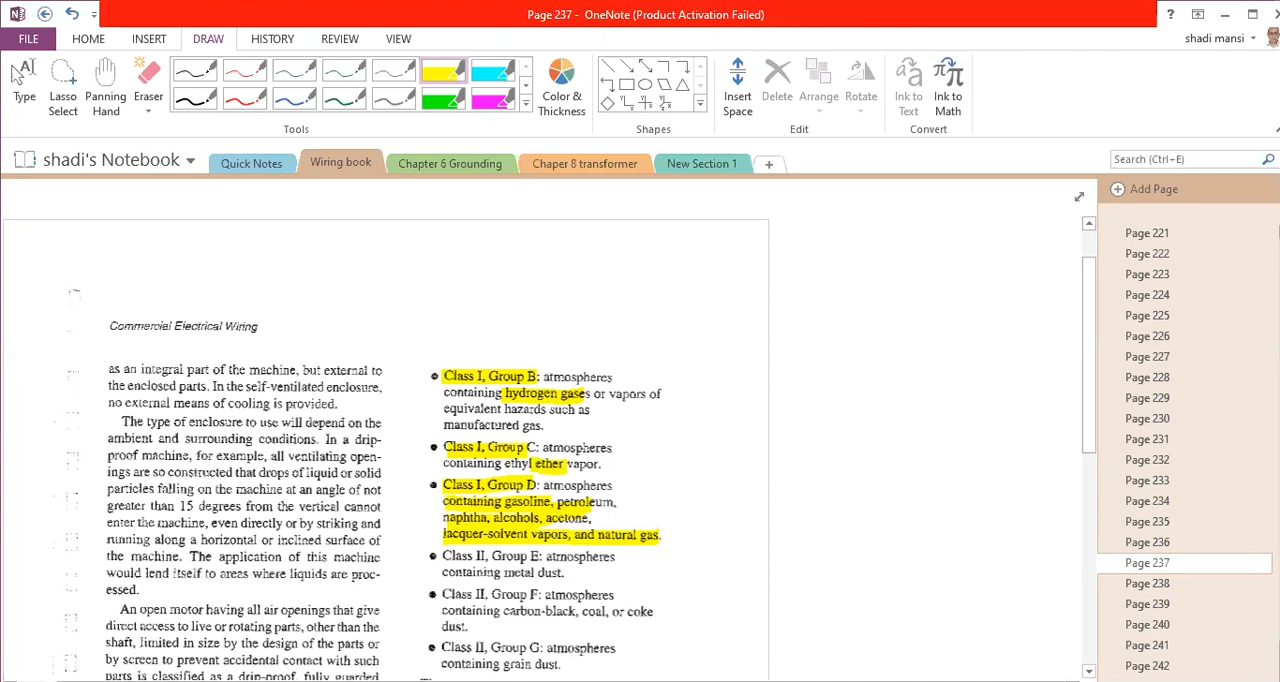 Page 237 - OneNote (Product Activation Failed)
?
FILE
HOME
INSERT
DRAW
HISTORY
REVIEW
VIEW
shadi mansi
Type
Lasso Select
Panning Hand
Eraser
Color & Thickness
Insert Space
Delete
Arrange
Rotate
Ink to Text
Ink to Math
Tools
Shapes
Edit
Convert
shadi's Notebook
Quick Notes
Wiring book
Chapter 6 Grounding
Chaper 8 transformer
New Section 1
Search (Ctrl+E)
Add Page
Page 221
Page 222
Page 223
Page 224
Page 225
Page 226
Page 227
Page 228
Page 229
Page 230
Page 231
Page 232
Page 233
Page 234
Page 235
Page 236
Page 237
Page 238
Page 239
Page 240
Page 241
Page 242
Commercial Electrical Wiring
as an integral part of the machine, but external to
the enclosed parts. In the self-ventilated enclosure,
no external means of cooling is provided.
The type of enclosure to use will depend on the
ambient and surrounding conditions. In a drip-
proof machine, for example, all ventilating open-
ings are so constructed that drops of liquid or solid
particles falling on the machine at an angle of not
greater than 15 degrees from the vertical cannot
enter the machine, even directly or by striking and
running along a horizontal or inclined surface of
the machine. The application of this machine
would lend itself to areas where liquids are proc-
essed.
An open motor having all air openings that give
direct access to live or rotating parts, other than the
shaft, limited in size by the design of the parts or
by screen to prevent accidental contact with such
parts is classified as a drip-proof, fully guarded
• Class I, Group B: atmospheres
containing hydrogen gases or vapors of
equivalent hazards such as
manufactured gas.
• Class I, Group C: atmospheres
containing ethyl ether vapor.
• Class I, Group D: atmospheres
containing gasoline, petroleum,
naphtha, alcohols, acetone,
lacquer-solvent vapors, and natural gas.
• Class II, Group E: atmospheres
containing metal dust.
• Class II, Group F: atmospheres
containing carbon-black, coal, or coke
dust.
• Class II, Group G: atmospheres
containing grain dust.